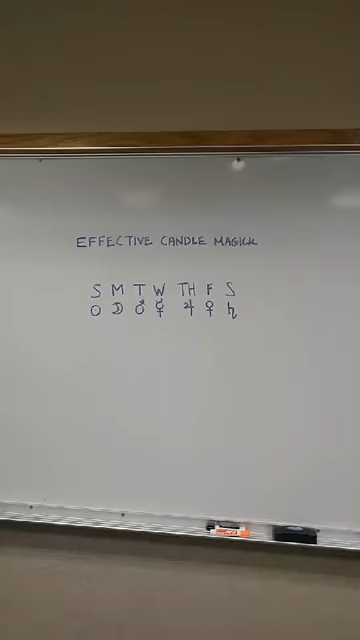 EFFECTIVE CANDLE MAGICK
S M T W TH F S
☉ ☽ ♂ ☿ ♃ ♀ ♄